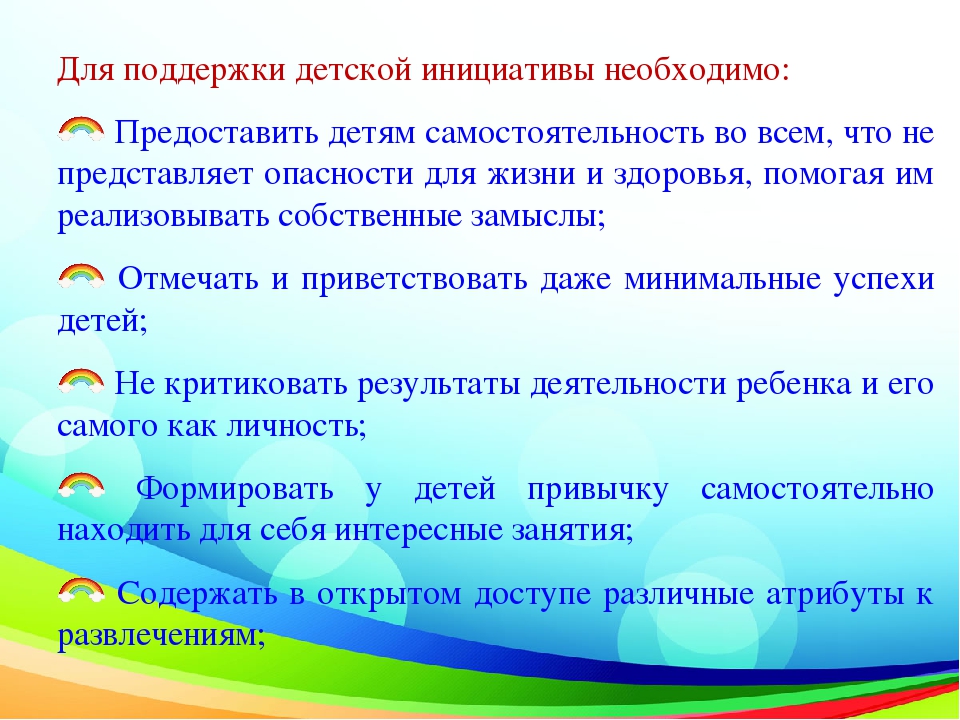 Для поддержки детской инициативы необходимо:
Предоставить детям самостоятельность во всем, что не
представляет опасности для жизни и здоровья, помогая им
реализовывать собственные замыслы;
Отмечать и приветствовать даже минимальные успехи
детей;
Не критиковать результаты деятельности ребенка и его
самого как личность;
Формировать у детей привычку самостоятельно
находить для себя интересные занятия;
Содержать в открытом доступе различные атрибуты к
развлечениям;